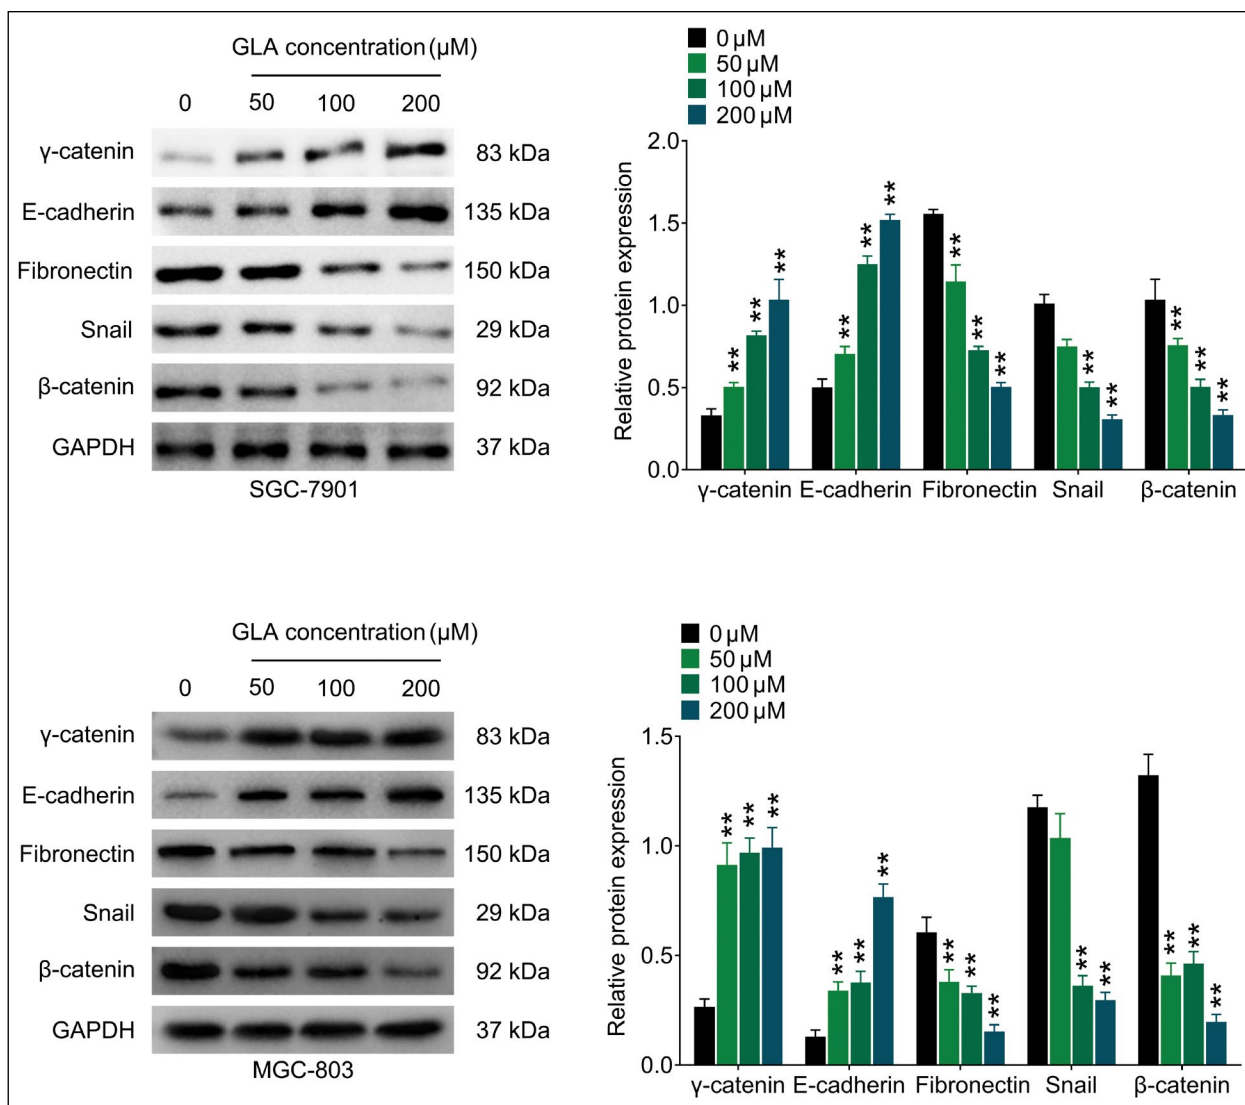 GLA concentration (μM)
0 50 100 200
γ-catenin 83 kDa
E-cadherin 135 kDa
Fibronectin 150 kDa
Snail 29 kDa
β-catenin 92 kDa
GAPDH 37 kDa
SGC-7901
0 μM
50 μM
100 μM
200 μM
Relative protein expression
2.0
1.5
1.0
0.5
0.0
** ** ** ** ** ** ** ** ** ** ** ** ** **
γ-catenin E-cadherin Fibronectin Snail β-catenin
GLA concentration (μM)
0 50 100 200
γ-catenin 83 kDa
E-cadherin 135 kDa
Fibronectin 150 kDa
Snail 29 kDa
β-catenin 92 kDa
GAPDH 37 kDa
MGC-803
0 μM
50 μM
100 μM
200 μM
Relative protein expression
1.5
1.0
0.5
0.0
** ** ** ** ** ** ** ** ** ** ** ** ** **
γ-catenin E-cadherin Fibronectin Snail β-catenin